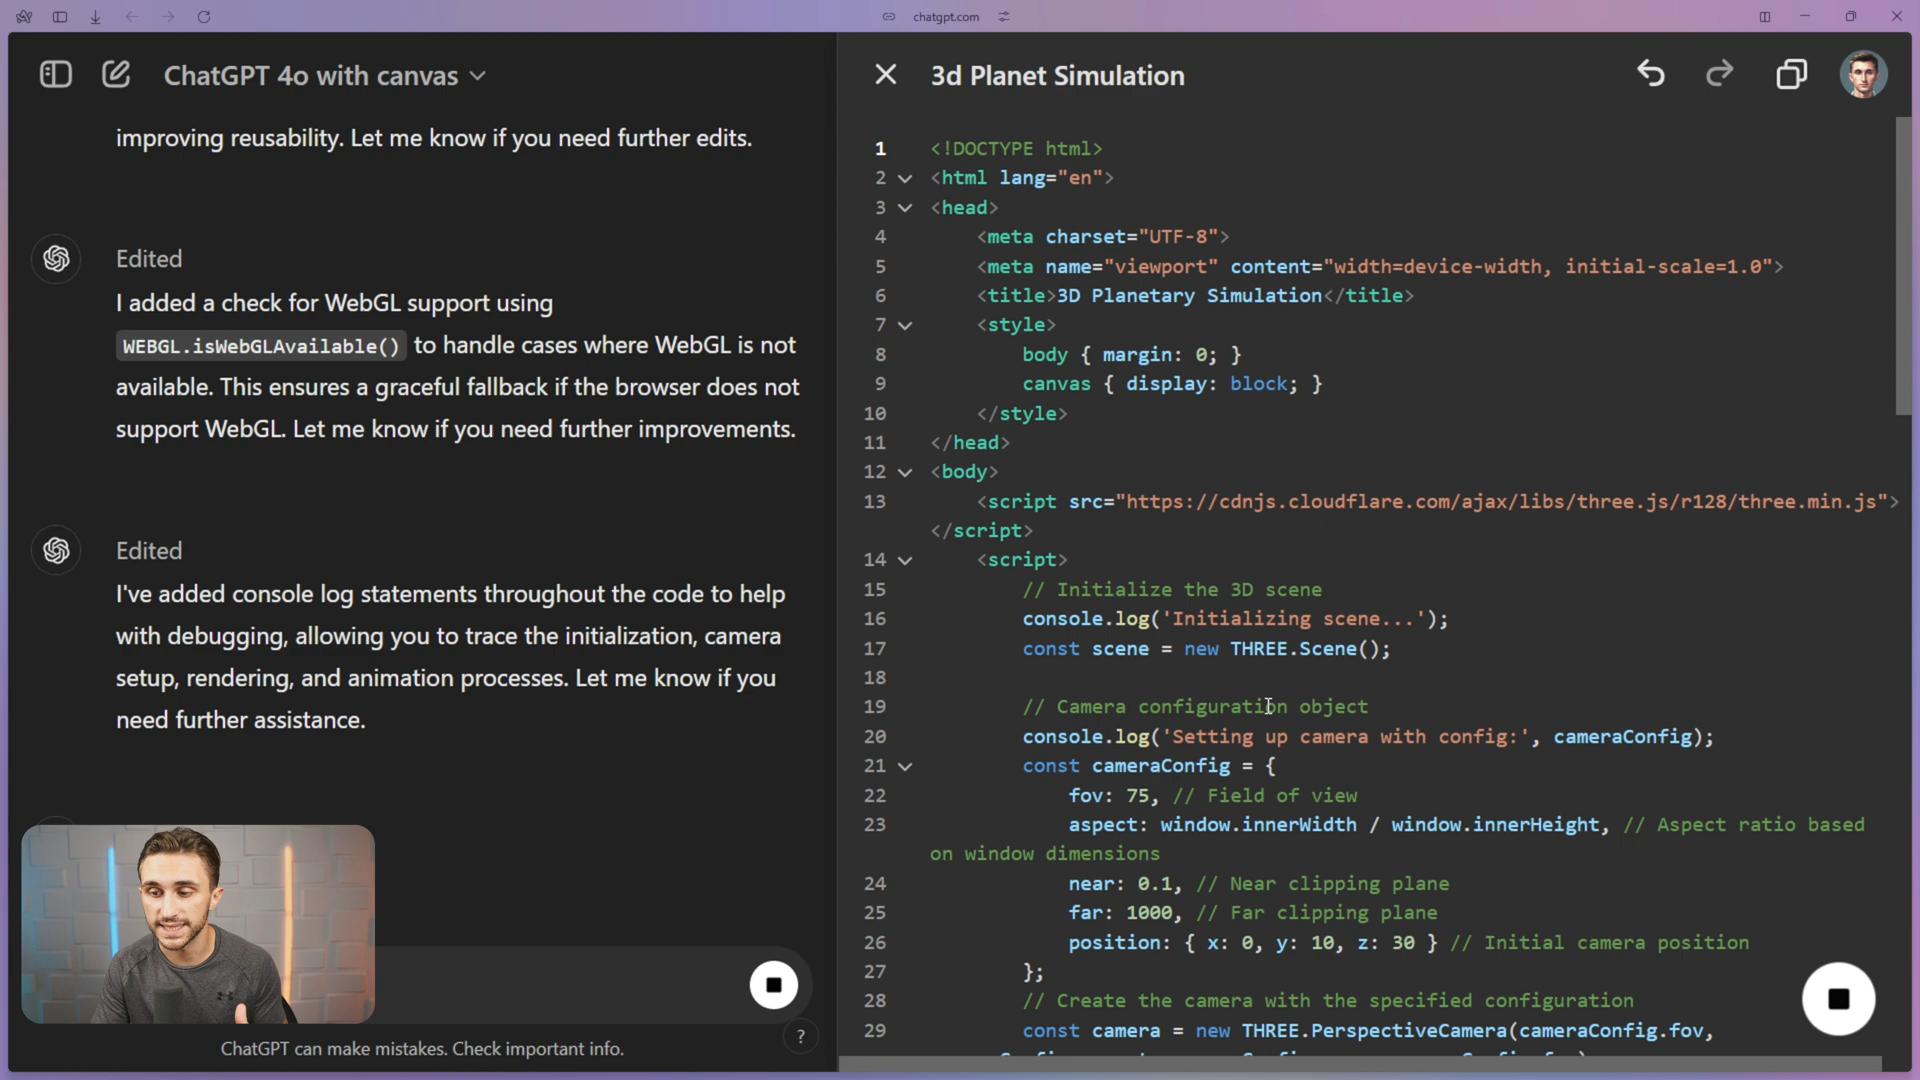 chatgpt.com
ChatGPT 4o with canvas
improving reusability. Let me know if you need further edits.
Edited
I added a check for WebGL support using
WEBGL.isWebGLAvailable() to handle cases where WebGL is not
available. This ensures a graceful fallback if the browser does not
support WebGL. Let me know if you need further improvements.
Edited
I've added console log statements throughout the code to help
with debugging, allowing you to trace the initialization, camera
setup, rendering, and animation processes. Let me know if you
need further assistance.
?
ChatGPT can make mistakes. Check important info.
3d Planet Simulation
1 <!DOCTYPE html>
2 <html lang="en">
3 <head>
4 <meta charset="UTF-8">
5 <meta name="viewport" content="width=device-width, initial-scale=1.0">
6 <title>3D Planetary Simulation</title>
7 <style>
8 body { margin: 0; }
9 canvas { display: block; }
10 </style>
11 </head>
12 <body>
13 <script src="https://cdnjs.cloudflare.com/ajax/libs/three.js/r128/three.min.js">
</script>
14 <script>
15 // Initialize the 3D scene
16 console.log('Initializing scene...');
17 const scene = new THREE.Scene();
18
19 // Camera configuration object
20 console.log('Setting up camera with config:', cameraConfig);
21 const cameraConfig = {
22 fov: 75, // Field of view
23 aspect: window.innerWidth / window.innerHeight, // Aspect ratio based
on window dimensions
24 near: 0.1, // Near clipping plane
25 far: 1000, // Far clipping plane
26 position: { x: 0, y: 10, z: 30 } // Initial camera position
27 };
28 // Create the camera with the specified configuration
29 const camera = new THREE.PerspectiveCamera(cameraConfig.fov,